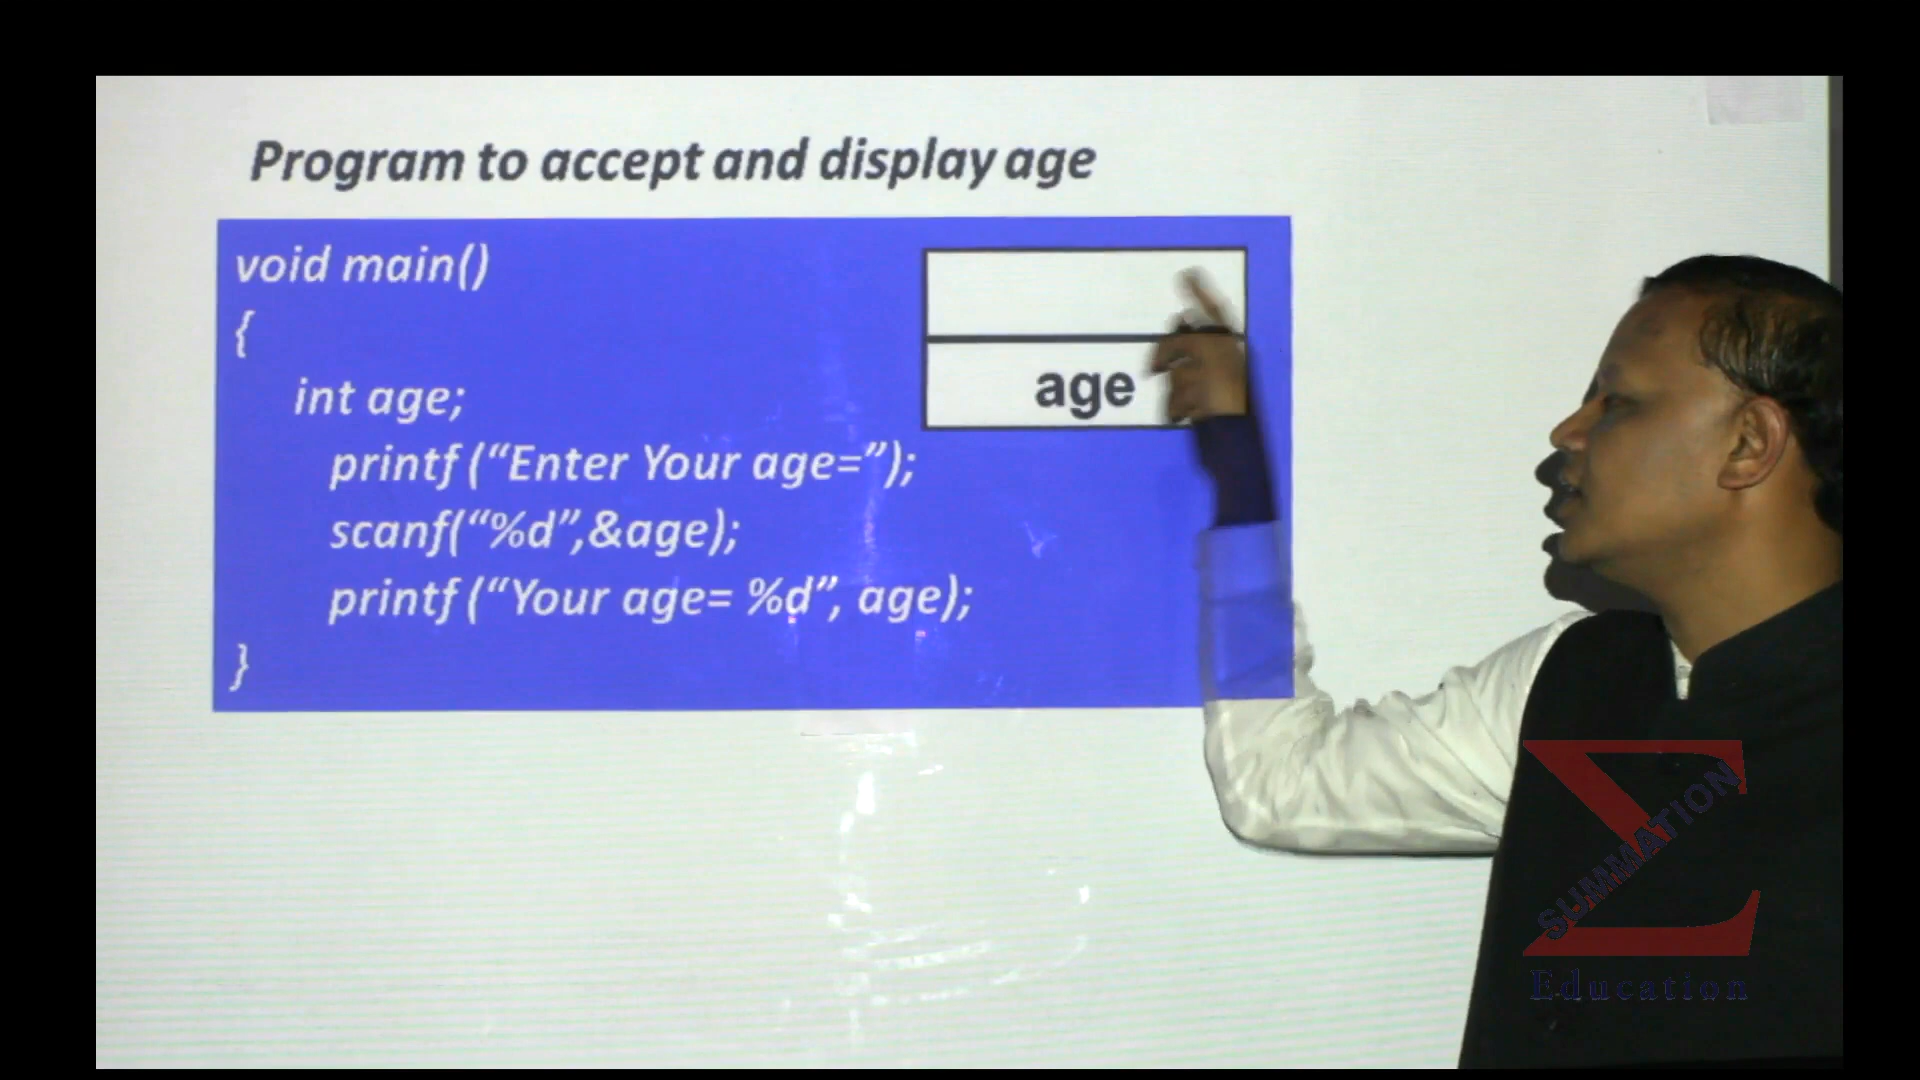 Program to accept and display age
void main()
{
int age;
age
printf (“Enter Your age=”);
scanf(“%d”,&age);
printf (“Your age= %d”, age);
}
SUMMATION
Education